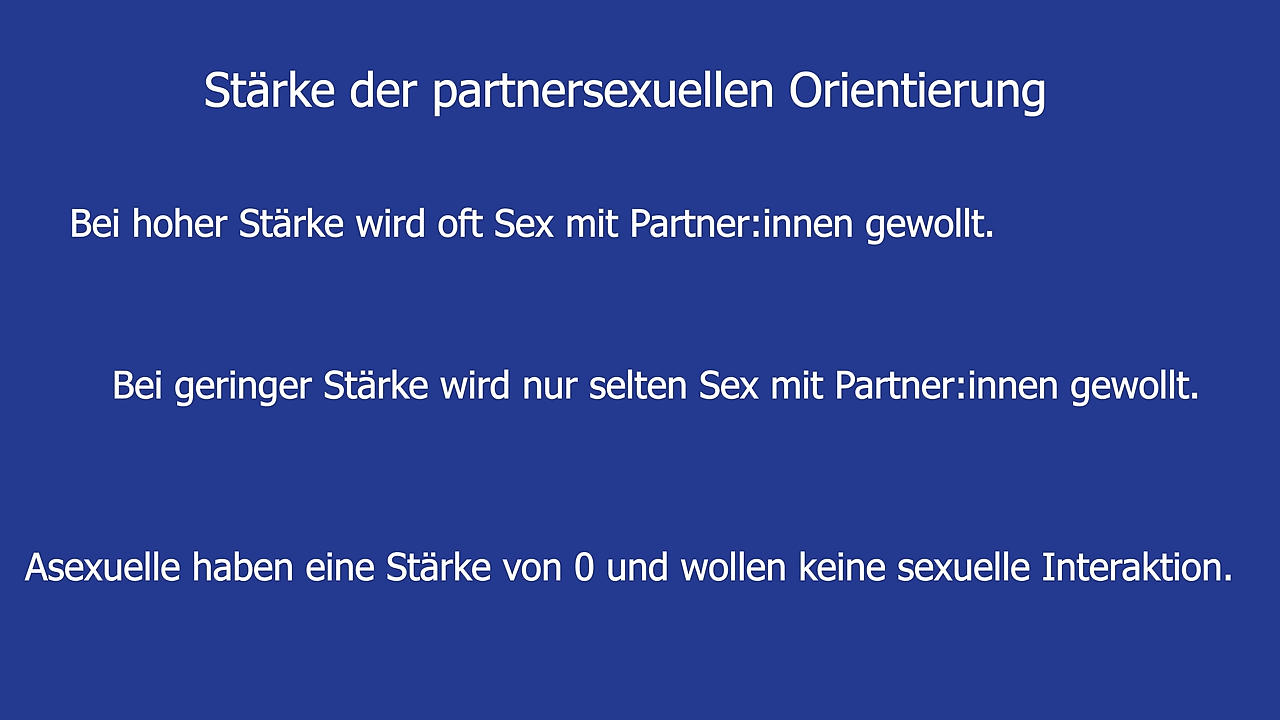 Stärke der partnersexuellen Orientierung
Bei hoher Stärke wird oft Sex mit Partner:innen gewollt.
Bei geringer Stärke wird nur selten Sex mit Partner:innen gewollt.
Asexuelle haben eine Stärke von 0 und wollen keine sexuelle Interaktion.